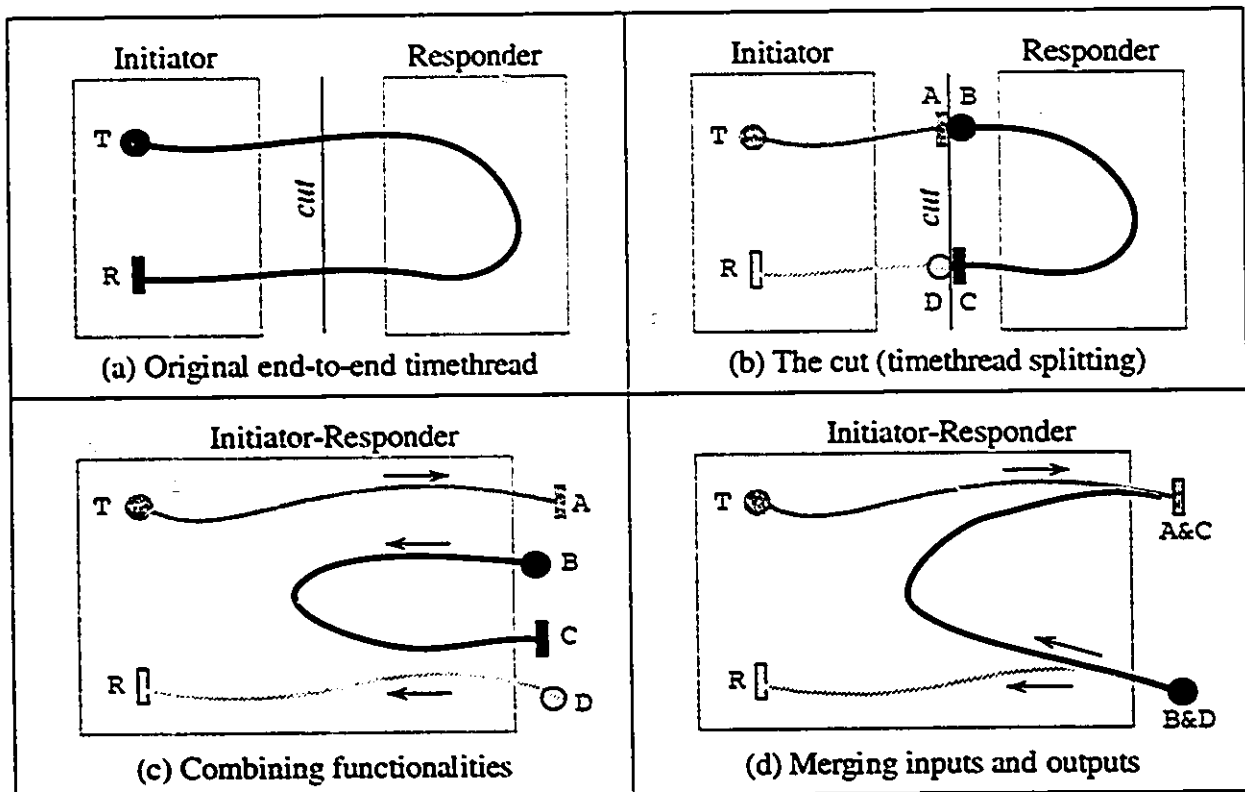 Initiator
Responder
T
cut
R
(a) Original end-to-end timethread
Initiator
Responder
A
B
T
cut
R
D
C
(b) The cut (timethread splitting)
Initiator-Responder
T
A
B
C
R
D
(c) Combining functionalities
Initiator-Responder
T
A&C
R
B&D
(d) Merging inputs and outputs